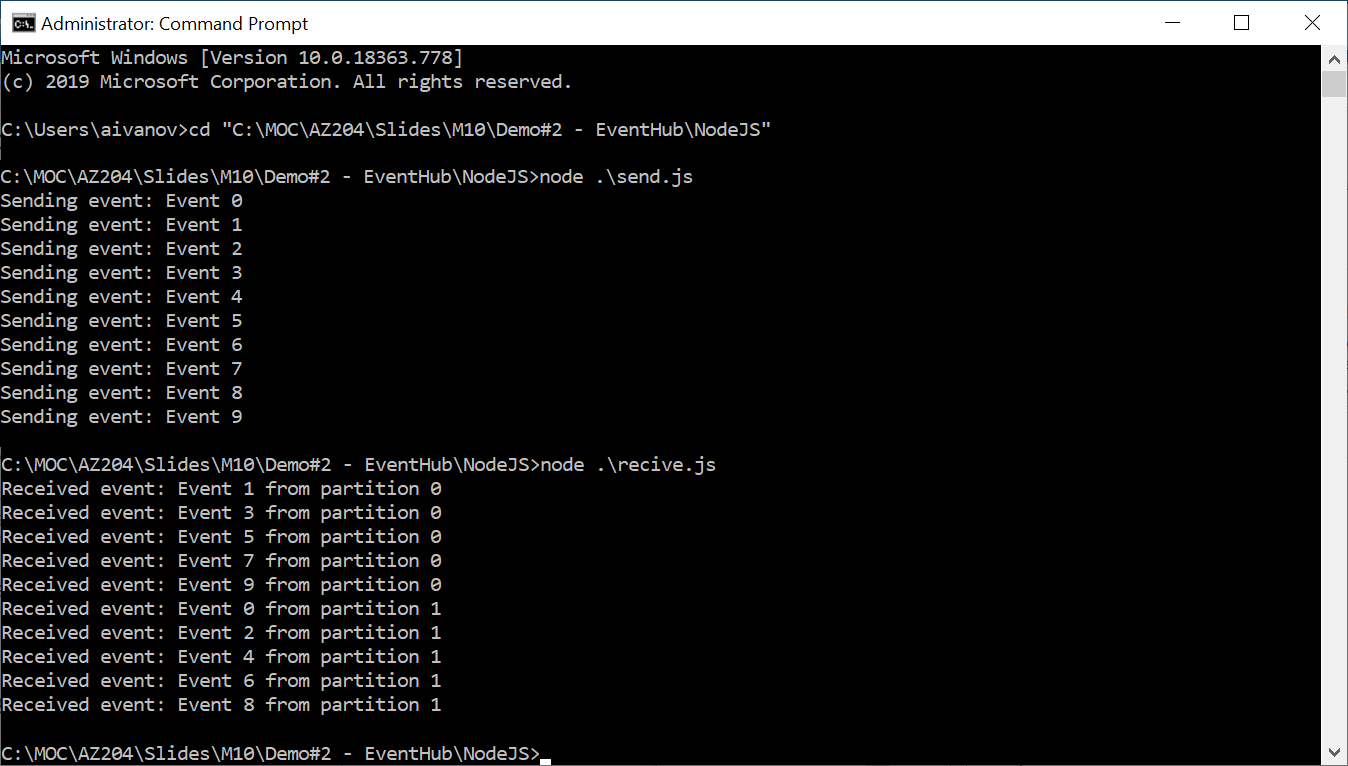 Administrator: Command Prompt
Microsoft Windows [Version 10.0.18363.778]
(c) 2019 Microsoft Corporation. All rights reserved.
C:\Users\aivanov>cd "C:\MOC\AZ204\Slides\M10\Demo#2 - EventHub\NodeJS"
C:\MOC\AZ204\Slides\M10\Demo#2 - EventHub\NodeJS>node .\send.js
Sending event: Event 0
Sending event: Event 1
Sending event: Event 2
Sending event: Event 3
Sending event: Event 4
Sending event: Event 5
Sending event: Event 6
Sending event: Event 7
Sending event: Event 8
Sending event: Event 9
C:\MOC\AZ204\Slides\M10\Demo#2 - EventHub\NodeJS>node .\recive.js
Received event: Event 1 from partition 0
Received event: Event 3 from partition 0
Received event: Event 5 from partition 0
Received event: Event 7 from partition 0
Received event: Event 9 from partition 0
Received event: Event 0 from partition 1
Received event: Event 2 from partition 1
Received event: Event 4 from partition 1
Received event: Event 6 from partition 1
Received event: Event 8 from partition 1
C:\MOC\AZ204\Slides\M10\Demo#2 - EventHub\NodeJS>